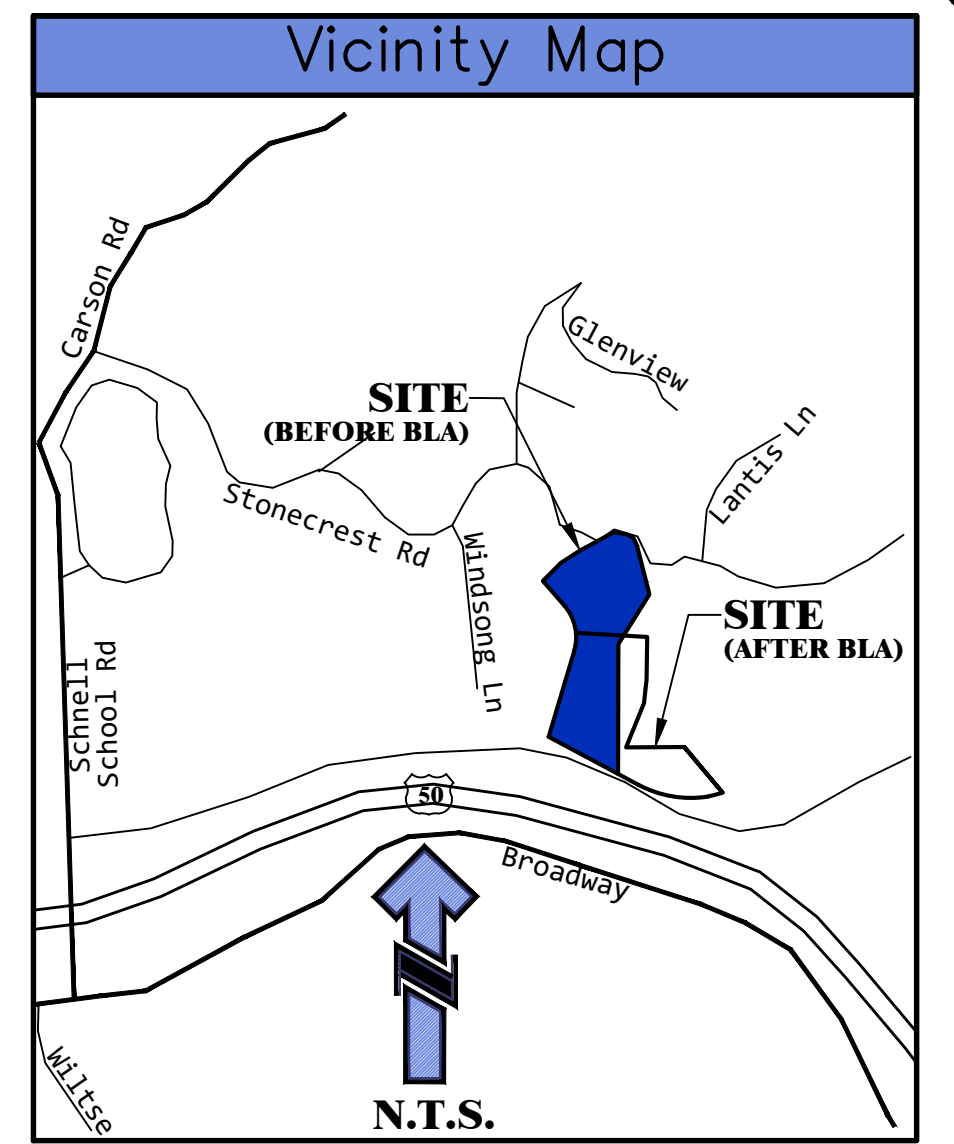 Vicinity Map
Carson Rd
Glenview
SITE
(BEFORE BLA)
Lantis Ln
Stonecrest Rd
Windsong Ln
SITE
(AFTER BLA)
Schnell
School Rd
50
Broadway
Wiltse
N
N.T.S.